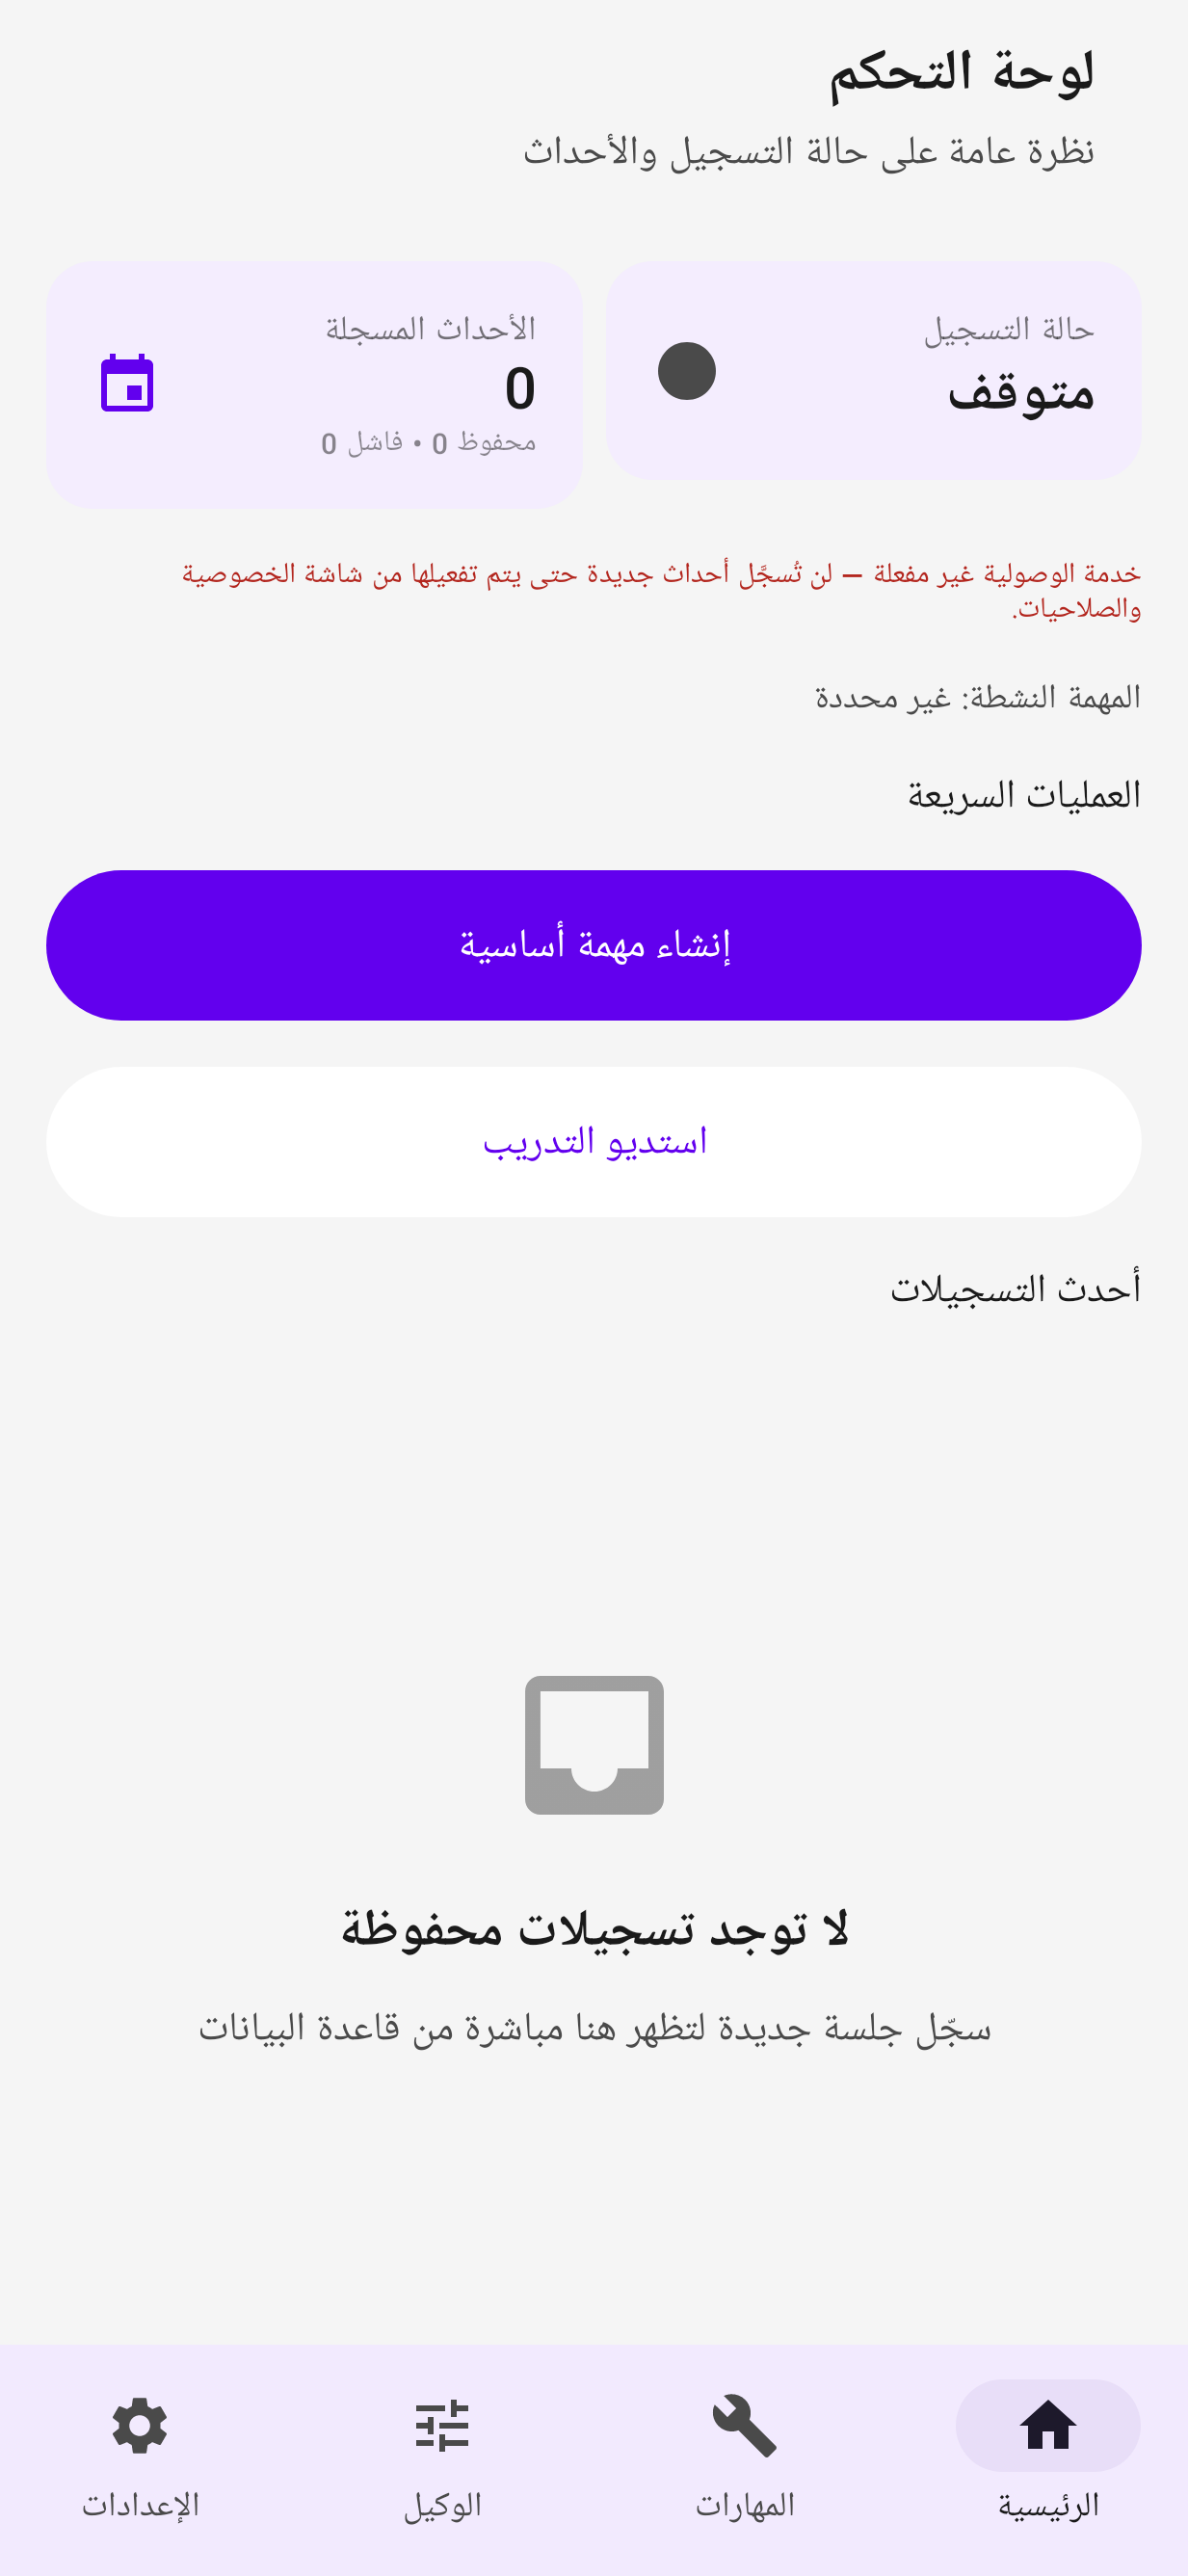 لوحة التحكم
نظرة عامة على حالة التسجيل والأحداث
حالة التسجيل
متوقف
الأحداث المسجلة
0
محفوظ 0 • فاشل 0
خدمة الوصولية غير مفعلة — لن تُسجَّل أحداث جديدة حتى يتم تفعيلها من شاشة الخصوصية
والصلاحيات.
المهمة النشطة: غير محددة
العمليات السريعة
إنشاء مهمة أساسية
استديو التدريب
أحدث التسجيلات
لا توجد تسجيلات محفوظة
سجّل جلسة جديدة لتظهر هنا مباشرة من قاعدة البيانات
الرئيسية
المهارات
الوكيل
الإعدادات